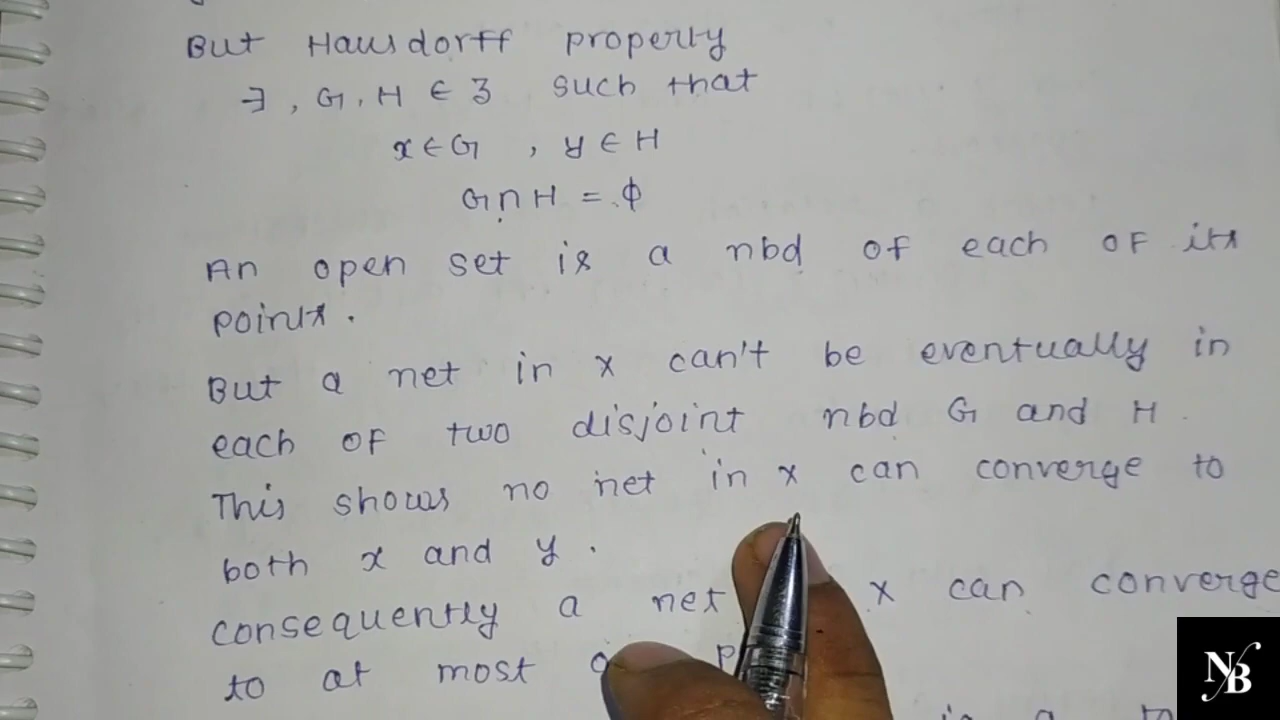 But Hausdorff property
∃, G, H ∈ ℨ such that
x ∈ G , y ∈ H
G ∩ H = ϕ
An open set is a nbd of each of its
points.
But a net in X can't be eventually in
each of two disjoint nbd G and H.
This shows no net in X can converge to
both x and y.
consequently a net X can converge
to at most
is a to
NB